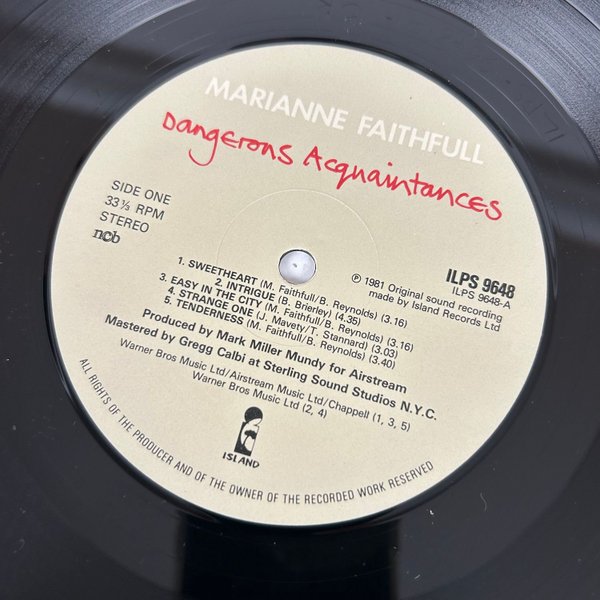 MARIANNE FAITHFULL
Dangerous Acquaintances
SIDE ONE
33⅓ RPM
STEREO
ncb
ILPS 9648
ILPS 9648-A
℗ 1981 Original sound recording
made by Island Records Ltd
1. SWEETHEART (M. Faithfull/B. Reynolds) (3.16)
2. INTRIGUE (B. Brierley) (4.35)
3. EASY IN THE CITY (M. Faithfull/B. Reynolds) (3.16)
4. STRANGE ONE (J. Mavety/T. Stannard) (3.03)
5. TENDERNESS (M. Faithfull/B. Reynolds) (3.40)
Produced by Mark Miller Mundy for Airstream
Mastered by Gregg Calbi at Sterling Sound Studios N.Y.C.
Warner Bros Music Ltd/Airstream Music Ltd/Chappell (1, 3, 5)
Warner Bros Music Ltd (2, 4)
ISLAND
ALL RIGHTS OF THE PRODUCER AND OF THE OWNER OF THE RECORDED WORK RESERVED